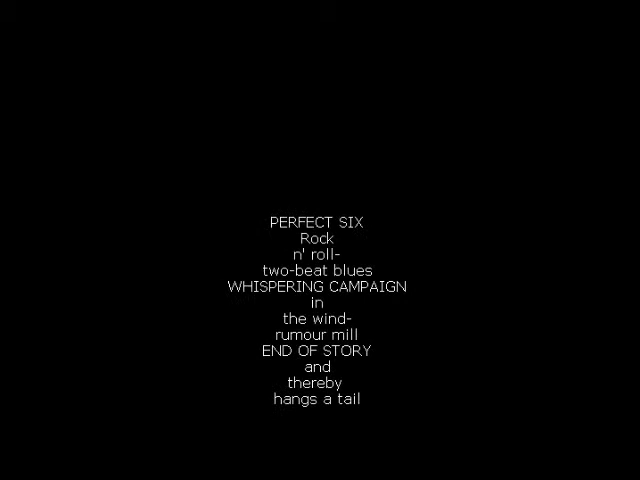 PERFECT SIX
Rock
n' roll-
two-beat blues
WHISPERING CAMPAIGN
in
the wind-
rumour mill
END OF STORY
and
thereby
hangs a tail